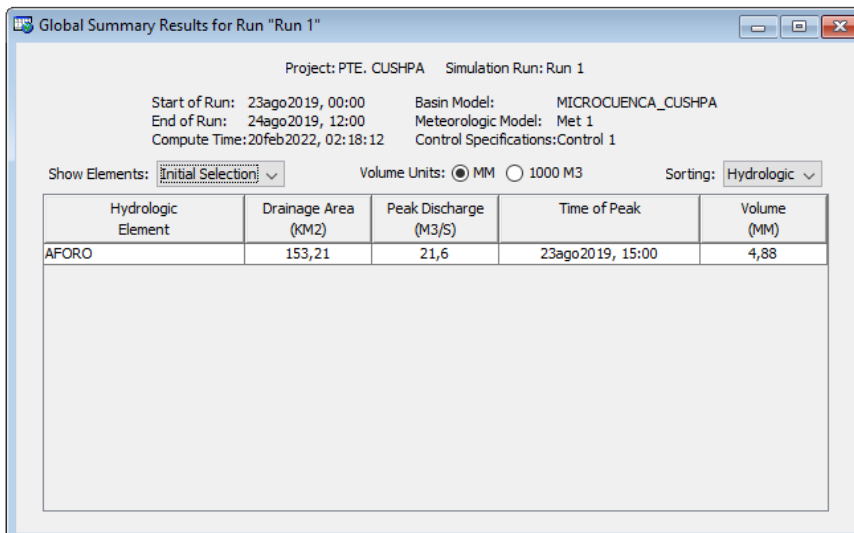 Global Summary Results for Run "Run 1"
Project: PTE. CUSHPA Simulation Run: Run 1
Start of Run: 23ago2019, 00:00 Basin Model: MICROCUENCA_CUSHPA
End of Run: 24ago2019, 12:00 Meteorologic Model: Met 1
Compute Time:20feb2022, 02:18:12 Control Specifications:Control 1
Show Elements: Initial Selection Volume Units: MM 1000 M3 Sorting: Hydrologic
Hydrologic Drainage Area Peak Discharge Time of Peak Volume
Element (KM2) (M3/S) (MM)
AFORO 153,21 21,6 23ago2019, 15:00 4,88